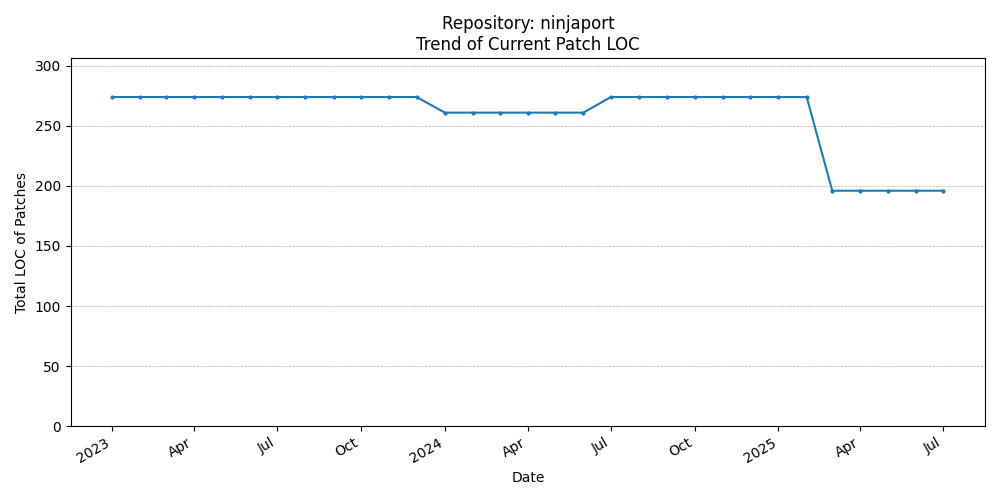 Repository: ninjaport
Trend of Current Patch LOC
300
250
200
150
100
50
0
Total LOC of Patches
2023
Apr
Jul
Oct
2024
Apr
Jul
Oct
2025
Apr
Jul
Date